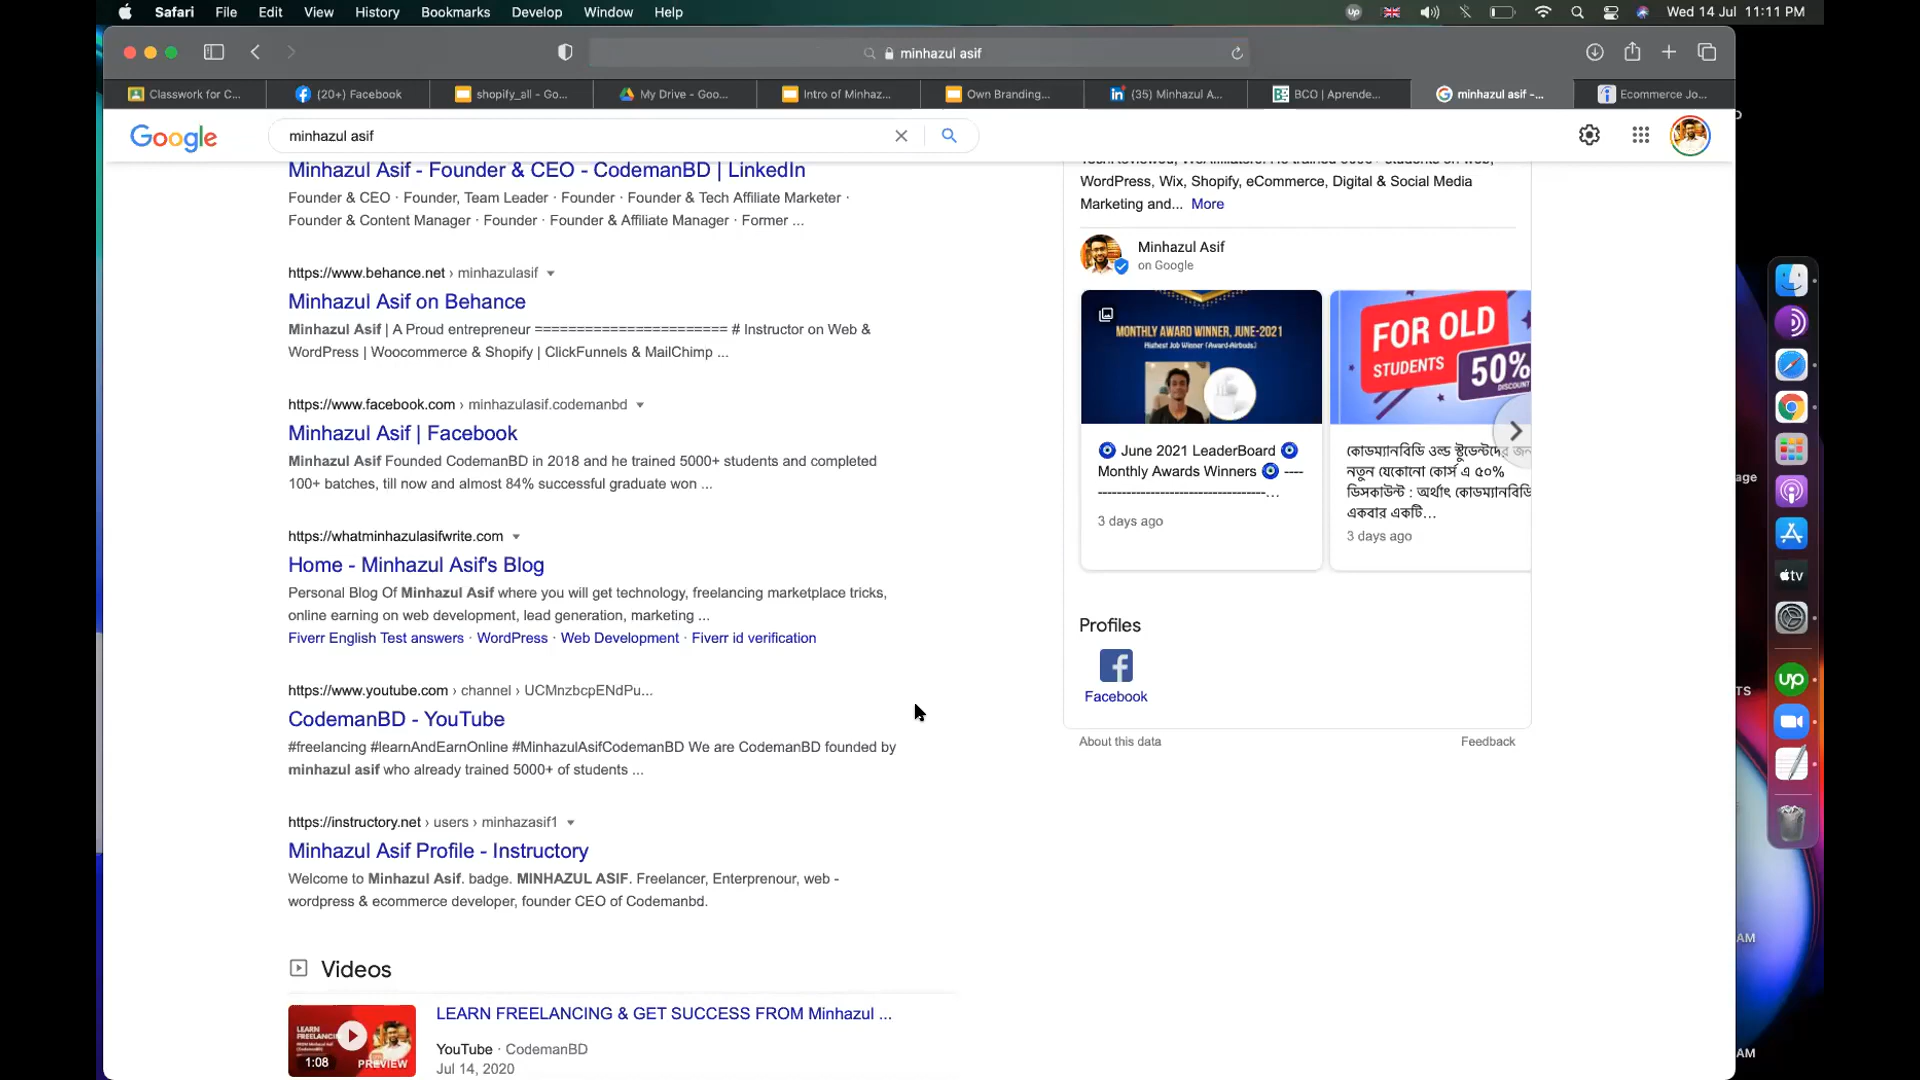 Safari File Edit View History Bookmarks Develop Window Help
Wed 14 Jul 11:11 PM
minhazul asif
Classwork for C...
(20+) Facebook
shopify_all - Go...
My Drive - Goo...
Intro of Minhaz...
Own Branding...
(35) Minhazul A...
BCO | Aprende...
minhazul asif -...
Ecommerce Jo...
Google
minhazul asif
Minhazul Asif - Founder & CEO - CodemanBD | LinkedIn
Founder & CEO · Founder, Team Leader · Founder · Founder & Tech Affiliate Marketer ·
Founder & Content Manager · Founder · Founder & Affiliate Manager · Former ...
https://www.behance.net › minhazulasif
Minhazul Asif on Behance
Minhazul Asif | A Proud entrepreneur ======================= # Instructor on Web &
WordPress | Woocommerce & Shopify | ClickFunnels & MailChimp ...
https://www.facebook.com › minhazulasif.codemanbd
Minhazul Asif | Facebook
Minhazul Asif Founded CodemanBD in 2018 and he trained 5000+ students and completed
100+ batches, till now and almost 84% successful graduate won ...
https://whatminhazulasifwrite.com
Home - Minhazul Asif's Blog
Personal Blog Of Minhazul Asif where you will get technology, freelancing marketplace tricks,
online earning on web development, lead generation, marketing ...
Fiverr English Test answers · WordPress · Web Development · Fiverr id verification
https://www.youtube.com › channel › UCMnzbcpENdPu...
CodemanBD - YouTube
#freelancing #learnAndEarnOnline #MinhazulAsifCodemanBD We are CodemanBD founded by
minhazul asif who already trained 5000+ of students ...
https://instructory.net › users › minhazasif1
Minhazul Asif Profile - Instructory
Welcome to Minhazul Asif. badge. MINHAZUL ASIF. Freelancer, Enterprenour, web -
wordpress & ecommerce developer, founder CEO of Codemanbd.
Videos
LEARN FREELANCING & GET SUCCESS FROM Minhazul ...
YouTube · CodemanBD
Jul 14, 2020
LEARN
1:08
PREVIEW
WordPress, Wix, Shopify, eCommerce, Digital & Social Media
Marketing and... More
Minhazul Asif
on Google
MONTHLY AWARD WINNER, JUNE-2021
Highest Job Winner (Award-Airbuds)
June 2021 LeaderBoard
Monthly Awards Winners ----
-----------------------------------...
3 days ago
FOR OLD
STUDENTS
50%
DISCOUNT
কোডম্যানবিডি ওল্ড স্টুডেন্টদের
নতুন যেকোনো কোর্স এ ৫০%
ডিসকাউন্ট : অর্থাৎ কোডম্যানবিডি
একবার একটি...
3 days ago
Profiles
Facebook
About this data
Feedback
tv
up
TS
AM
AM